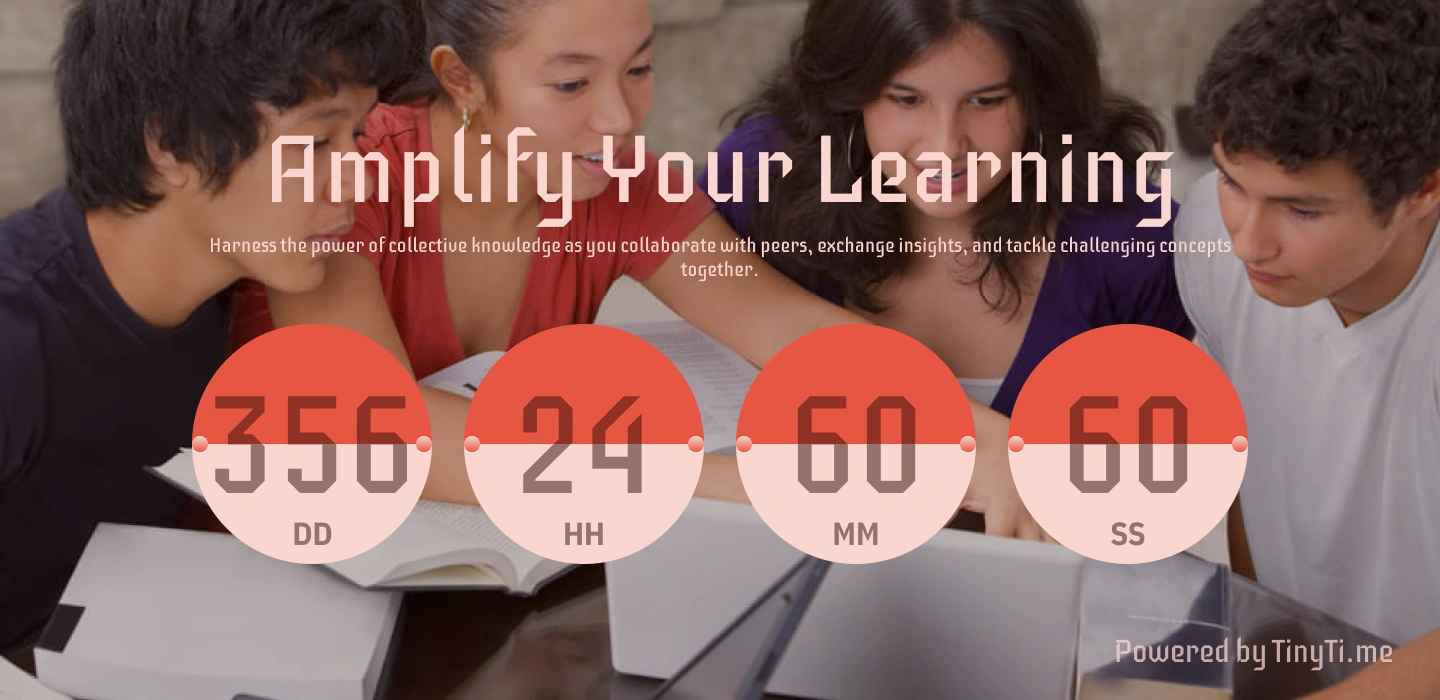 Amplify Your Learning
Harness the power of collective knowledge as you collaborate with peers, exchange insights, and tackle challenging concepts
together.
356 24 60 60
DD HH MM SS
Powered by TinyTi.me